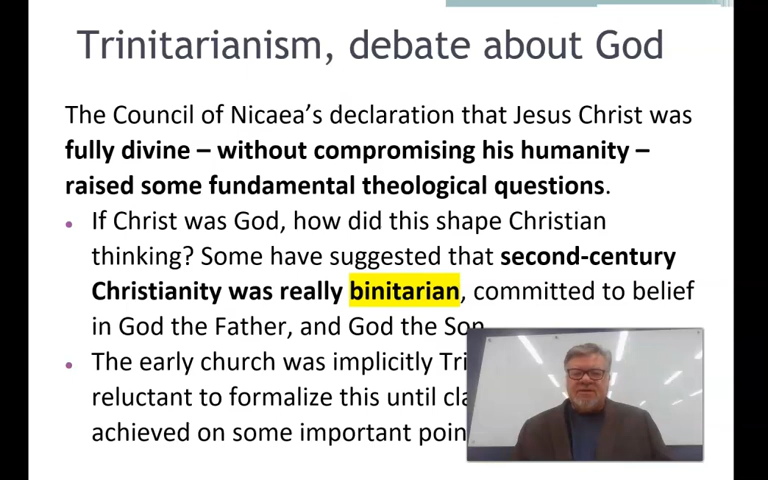 Trinitarianism, debate about God
The Council of Nicaea's declaration that Jesus Christ was
fully divine – without compromising his humanity –
raised some fundamental theological questions.
• If Christ was God, how did this shape Christian
thinking? Some have suggested that second-century
Christianity was really binitarian, committed to belief
in God the Father, and God the Son.
• The early church was implicitly
reluctant to formalize this until
achieved on some important